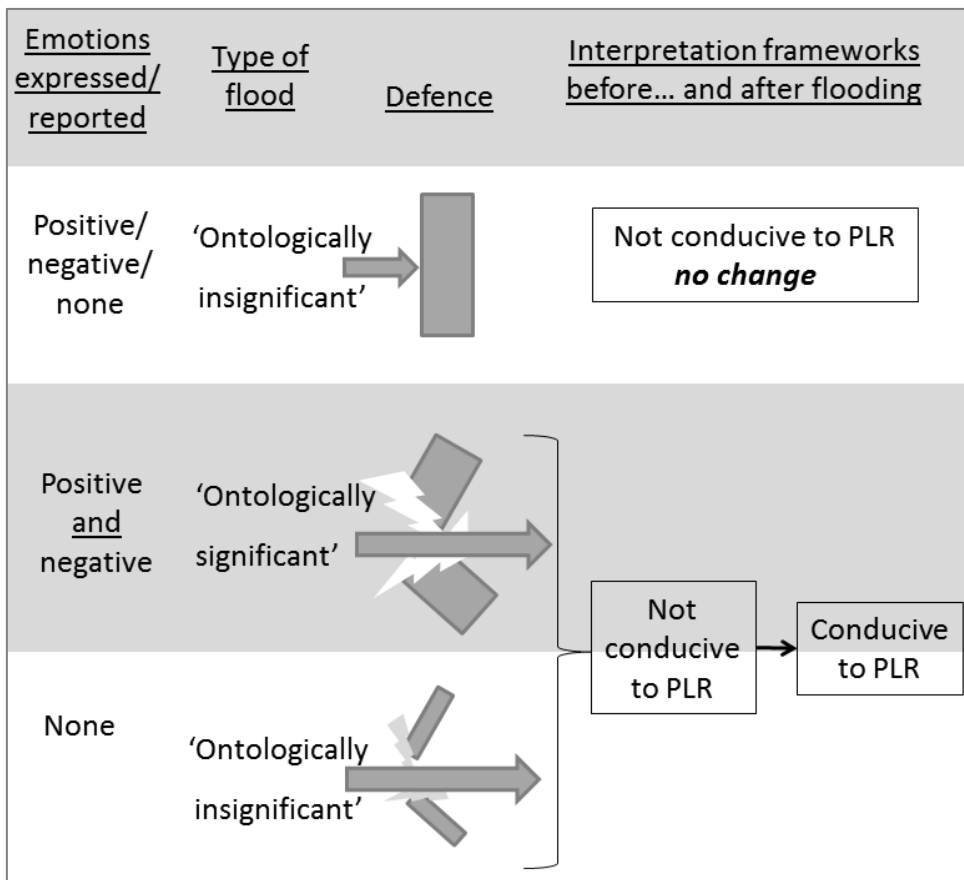 Emotions
expressed/
reported
Type of
flood
Defence
Interpretation frameworks
before... and after flooding
Positive/
negative/
none
‘Ontologically
insignificant’
Not conducive to PLR
no change
Positive
and
negative
‘Ontologically
significant’
None
‘Ontologically
insignificant’
Not
conducive
to PLR
Conducive
to PLR